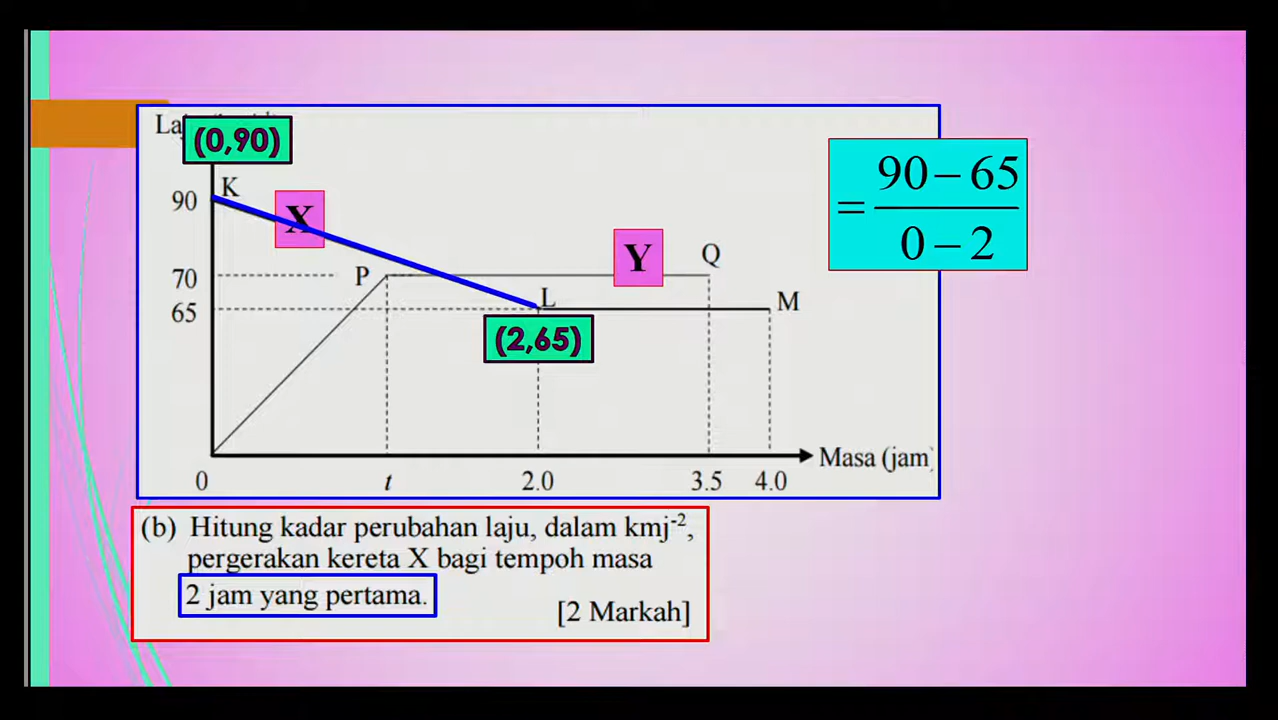 (0,90)
K
90
X
Y
Q
P
70
L
M
65
(2,65)
Masa (jam)
0
t
2.0
3.5
4.0
= 90 – 65
0 – 2
(b) Hitung kadar perubahan laju, dalam kmj⁻²,
pergerakan kereta X bagi tempoh masa
2 jam yang pertama.
[2 Markah]